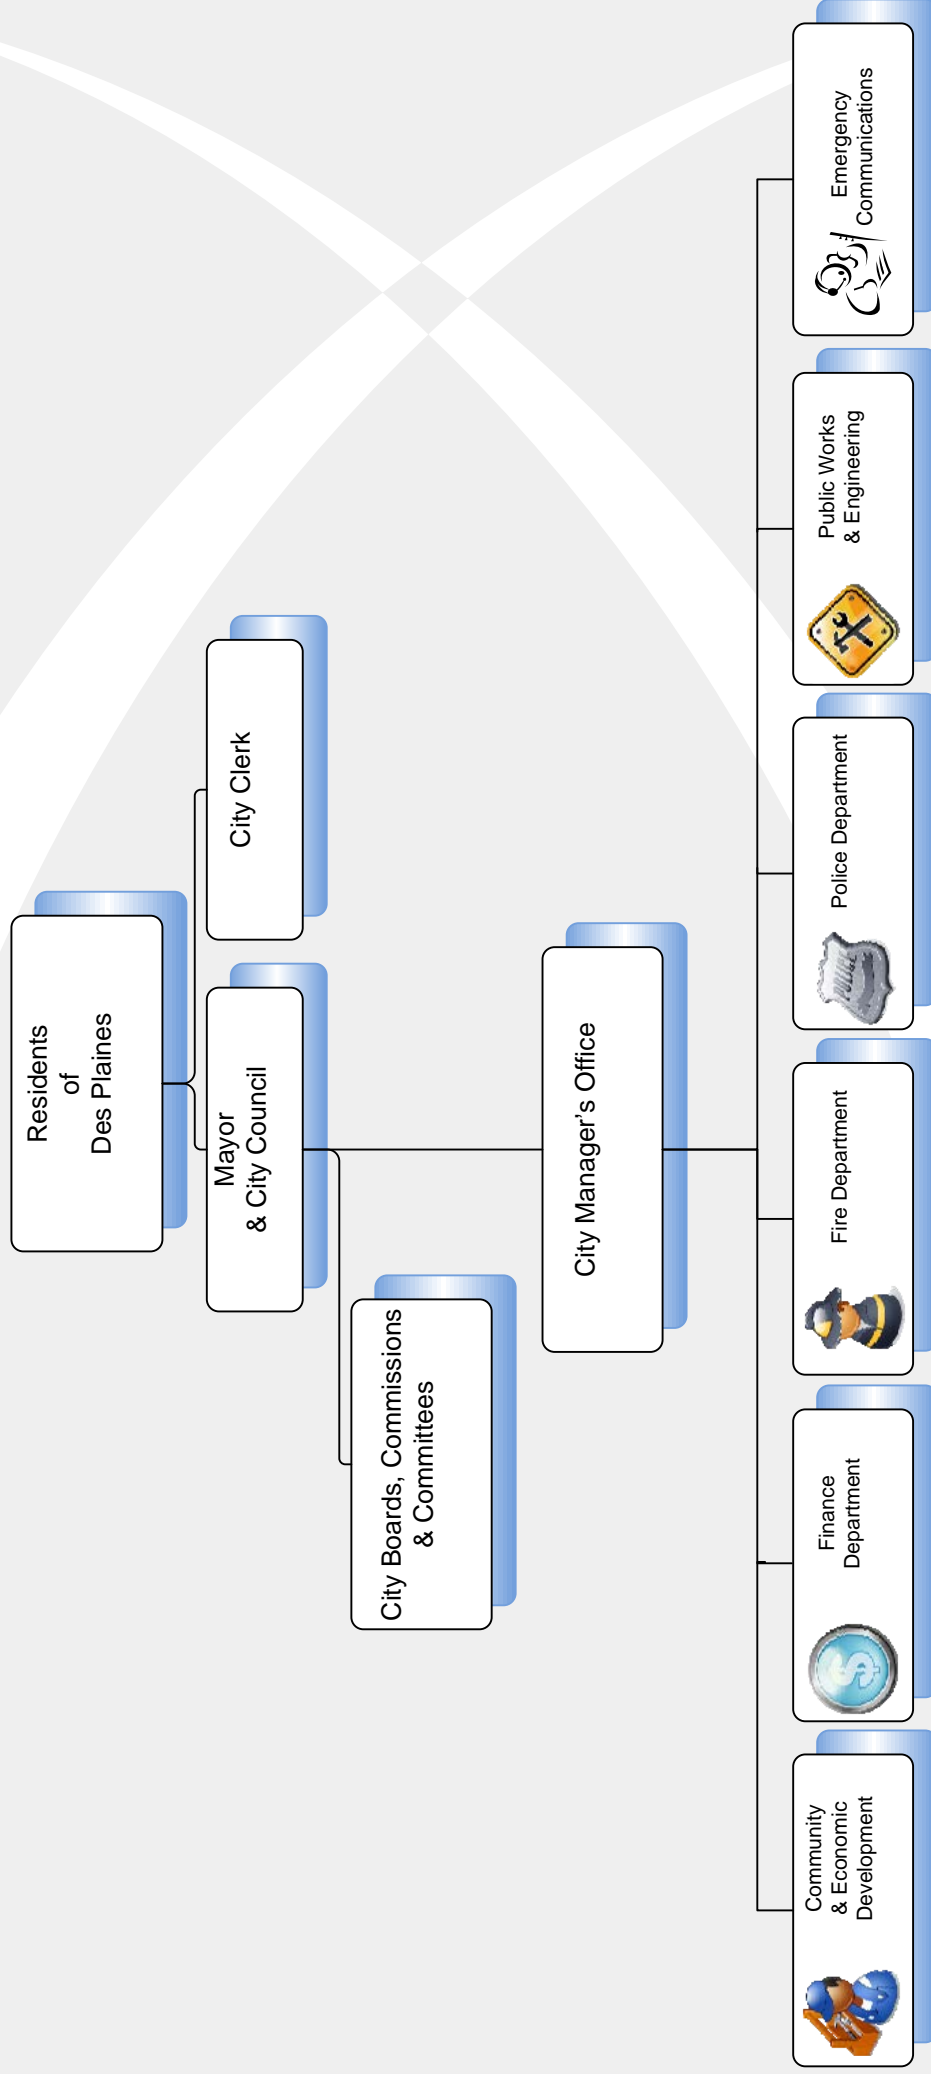 Residents
of
Des Plaines
Mayor
& City Council
City Clerk
City Boards, Commissions
& Committees
City Manager’s Office
Community
& Economic
Development
Finance
Department
Fire Department
POLICE
Police Department
Public Works
& Engineering
Emergency
Communications